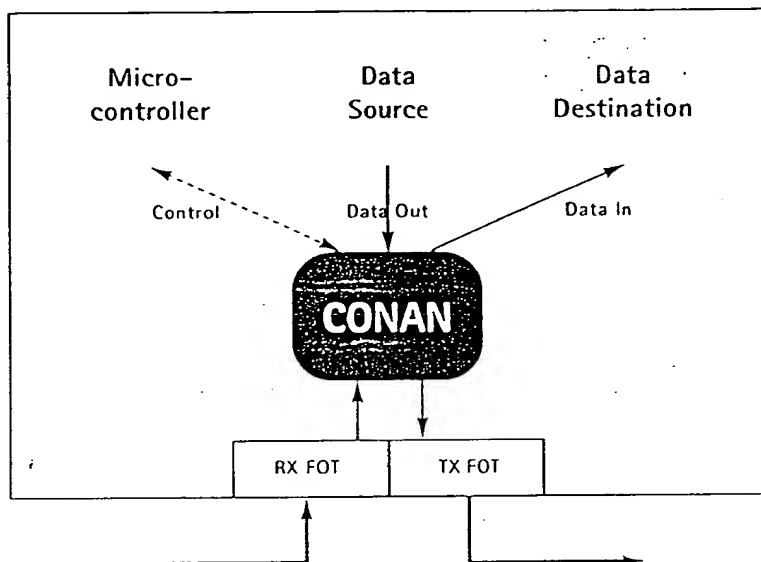 Micro-
controller
Data
Source
Data
Destination
Control
Data Out
Data In
CONAN
RX FOT
TX FOT